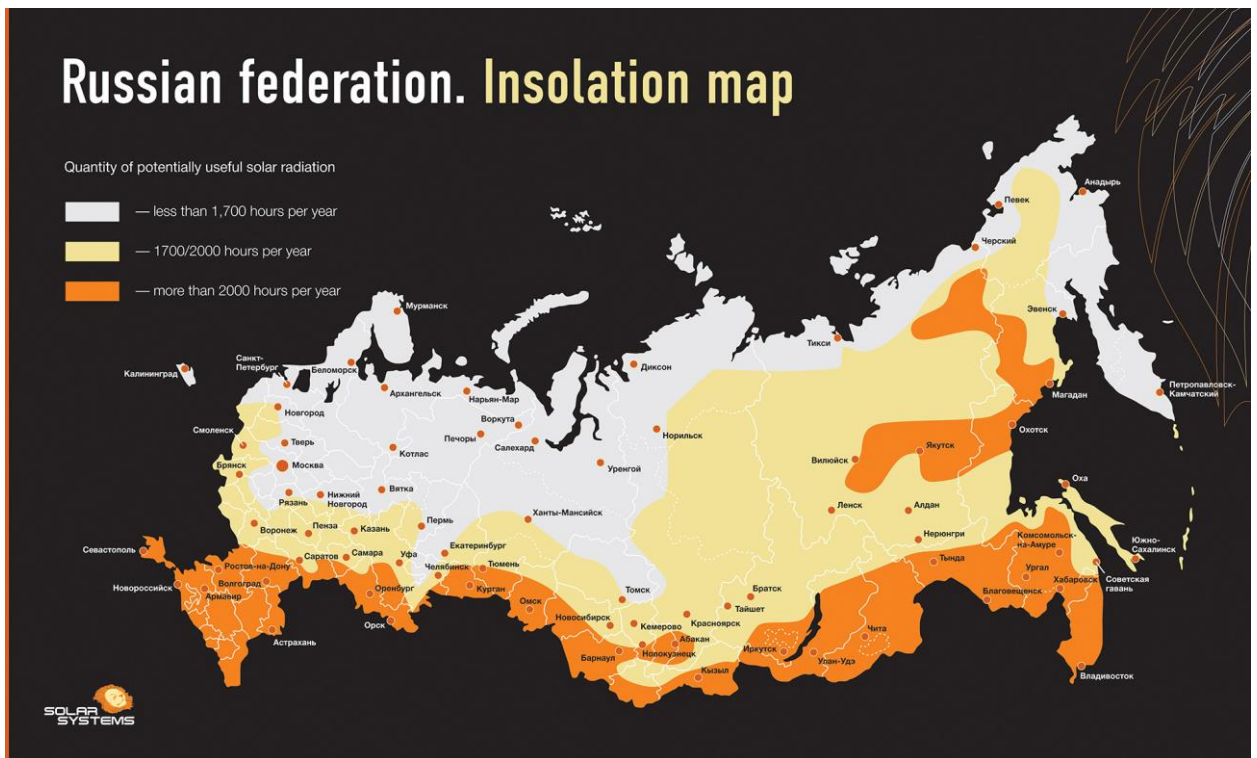 Russian federation. Insolation map
Quantity of potentially useful solar radiation
— less than 1,700 hours per year
— 1700/2000 hours per year
— more than 2000 hours per year
Анадырь
Певек
Черский
Мурманск
Эвенск
Тикси
Санкт-
Петербург
Беломорск
Калининград
Диксон
Архангельск
Нарьян-Мар
Петропавловск-
Камчатский
Магадан
Новгород
Воркута
Смоленск
Норильск
Охотск
Тверь
Печоры
Салехард
Якутск
Котлас
Вилюйск
Москва
Уренгой
Брянск
Оха
Вятка
Рязань
Нижний
Новгород
Ханты-Мансийск
Ленск
Алдан
Воронеж
Пенза
Казань
Пермь
Нерюнгри
Комсомольск-
на-Амуре
Южно-
Сахалинск
Севастополь
Екатеринбург
Саратов
Самара
Уфа
Тюмень
Тында
Ростов-на-Дону
Челябинск
Ургал
Новороссийск
Волгоград
Хабаровск
Советская
гавань
Армавир
Оренбург
Курган
Томск
Братск
Благовещенск
Омск
Тайшет
Новосибирск
Кемерово
Красноярск
Орск
Чита
Астрахань
Абакан
Барнаул
Новокузнецк
Иркутск
Улан-Удэ
Кызыл
Владивосток
SOLAR
SYSTEMS